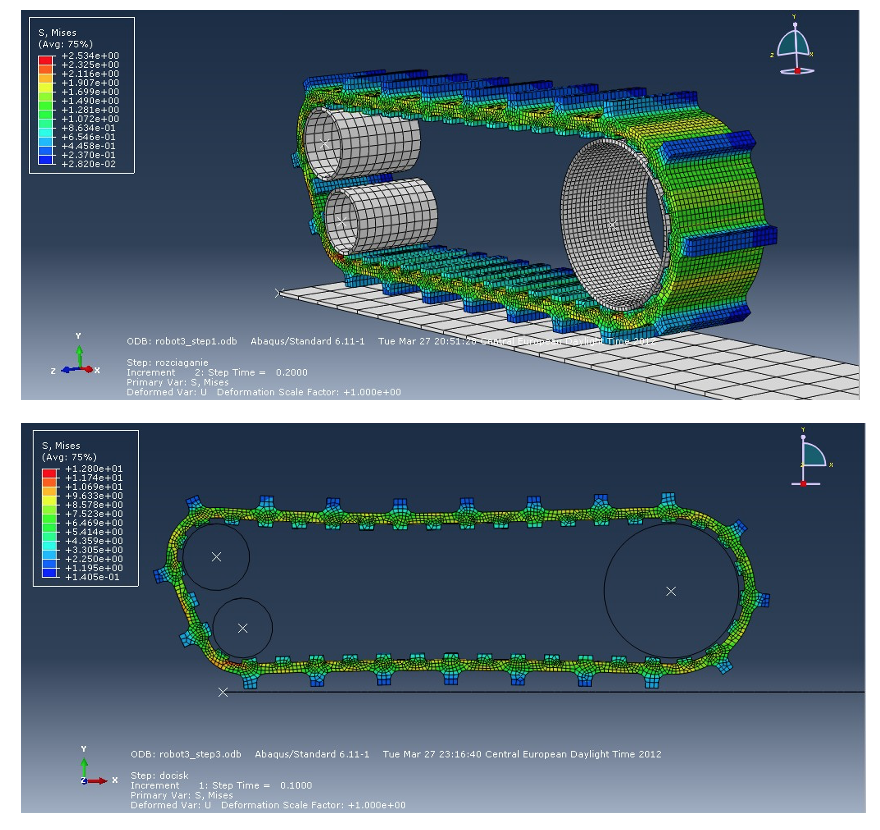 S, Mises
(Avg: 75%)
+2.534e+00
+2.325e+00
+2.116e+00
+1.907e+00
+1.699e+00
+1.490e+00
+1.281e+00
+1.072e+00
+8.634e-01
+6.546e-01
+4.458e-01
+2.370e-01
+2.820e-02
Y
Z
X
ODB: robot3_step1.odb    Abaqus/Standard 6.11-1    Tue Mar 27 20:51:28 Central European Daylight Time 2012
Y
Z
X
Step: rozciaganie
Increment    2: Step Time =    0.2000
Primary Var: S, Mises
Deformed Var: U   Deformation Scale Factor: +1.000e+00
S, Mises
(Avg: 75%)
+1.280e+01
+1.174e+01
+1.069e+01
+9.633e+00
+8.578e+00
+7.523e+00
+6.469e+00
+5.414e+00
+4.359e+00
+3.305e+00
+2.250e+00
+1.195e+00
+1.405e-01
Y
Z
X
ODB: robot3_step3.odb    Abaqus/Standard 6.11-1    Tue Mar 27 23:16:40 Central European Daylight Time 2012
Y
Z
X
Step: docisk
Increment    1: Step Time =    0.1000
Primary Var: S, Mises
Deformed Var: U   Deformation Scale Factor: +1.000e+00